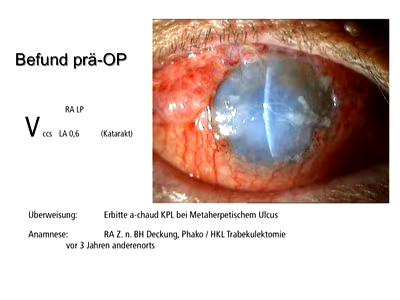 Befund prä-OP
RA LP
V ccs LA 0,6 (Katarakt)
Überweisung: Erbitte a-chaud KPL bei Metaherpetischem Ulcus
Anamnese: RA Z. n. BH Deckung, Phako / HKL Trabekulektomie
vor 3 Jahren anderenorts